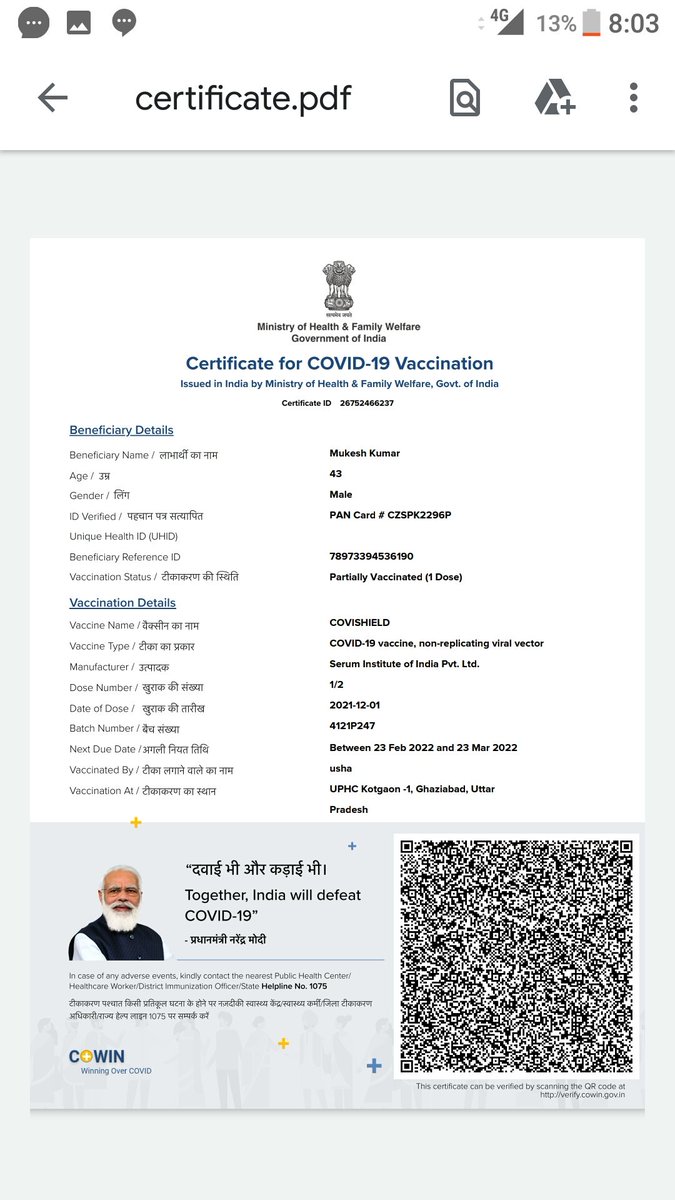 4G 13% 8:03
certificate.pdf
सत्यमेव जयते
Ministry of Health & Family Welfare
Government of India
Certificate for COVID-19 Vaccination
Issued in India by Ministry of Health & Family Welfare, Govt. of India
Certificate ID 26752466237
Beneficiary Details
Beneficiary Name / लाभार्थी का नाम Mukesh Kumar
Age / उम्र 43
Gender / लिंग Male
ID Verified / पहचान पत्र सत्यापित PAN Card # CZSPK2296P
Unique Health ID (UHID)
Beneficiary Reference ID 78973394536190
Vaccination Status / टीकाकरण की स्थिति Partially Vaccinated (1 Dose)
Vaccination Details
Vaccine Name / वैक्सीन का नाम COVISHIELD
Vaccine Type / टीका का प्रकार COVID-19 vaccine, non-replicating viral vector
Manufacturer / उत्पादक Serum Institute of India Pvt. Ltd.
Dose Number / खुराक की संख्या 1/2
Date of Dose / खुराक की तारीख 2021-12-01
Batch Number / बैच संख्या 4121P247
Next Due Date /अगली नियत तिथि Between 23 Feb 2022 and 23 Mar 2022
Vaccinated By / टीका लगाने वाले का नाम usha
Vaccination At / टीकाकरण का स्थान UPHC Kotgaon -1, Ghaziabad, Uttar
Pradesh
“दवाई भी और कड़ाई भी।
Together, India will defeat
COVID-19”
- प्रधानमंत्री नरेंद्र मोदी
In case of any adverse events, kindly contact the nearest Public Health Center/
Healthcare Worker/District Immunization Officer/State Helpline No. 1075
टीकाकरण पश्चात किसी प्रतिकूल घटना के होने पर नज़दीकी स्वास्थ्य केंद्र/स्वास्थ्य कर्मी/जिला टीकाकरण
अधिकारी/राज्य हेल्प लाइन 1075 पर सम्पर्क करें
COWIN
Winning Over COVID
This certificate can be verified by scanning the QR code at
http://verify.cowin.gov.in